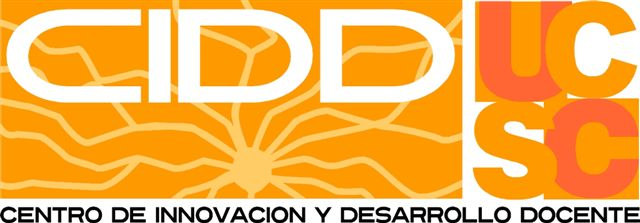 CIDD
UC
SC
CENTRO DE INNOVACION Y DESARROLLO DOCENTE